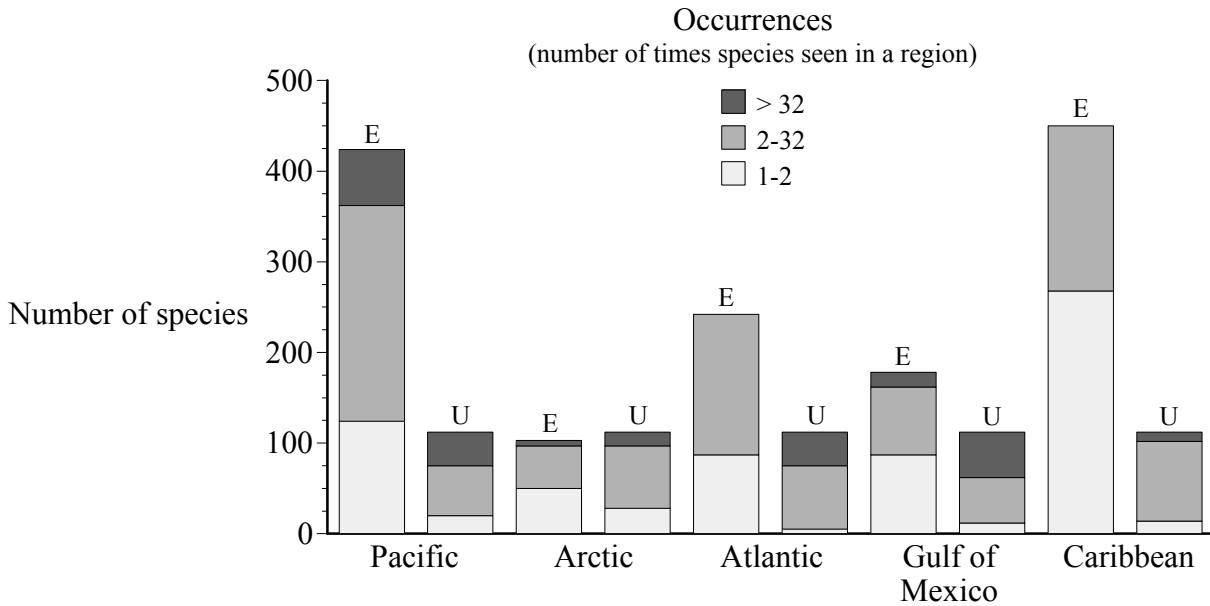 Occurrences
(number of times species seen in a region)
> 32
2-32
1-2
Number of species
500
400
300
200
100
0
E
U
E
U
E
U
E
U
E
U
Pacific
Arctic
Atlantic
Gulf of
Mexico
Caribbean